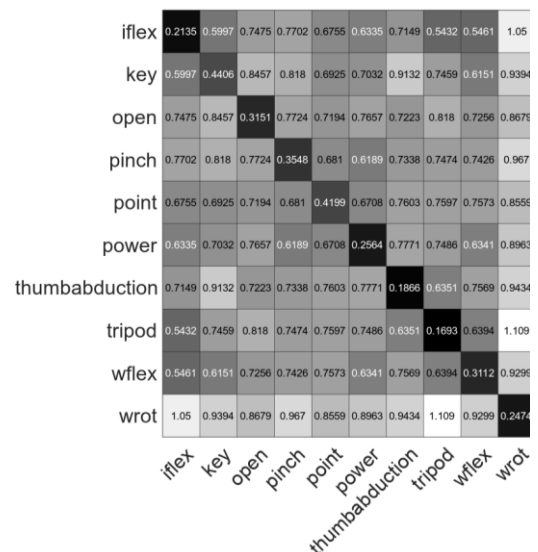 iflex 0.2135 0.5997 0.7475 0.7702 0.6755 0.6335 0.7149 0.5432 0.5461 1.05
key 0.5997 0.4406 0.8457 0.818 0.6925 0.7032 0.9132 0.7459 0.6151 0.9394
open 0.7475 0.8457 0.3151 0.7724 0.7194 0.7657 0.7223 0.818 0.7256 0.8679
pinch 0.7702 0.818 0.7724 0.3548 0.681 0.6189 0.7338 0.7474 0.7426 0.967
point 0.6755 0.6925 0.7194 0.681 0.4199 0.6708 0.7603 0.7597 0.7573 0.8559
power 0.6335 0.7032 0.7657 0.6189 0.6708 0.2564 0.7771 0.7486 0.6341 0.8963
thumbabduction 0.7149 0.9132 0.7223 0.7338 0.7603 0.7771 0.1866 0.6351 0.7569 0.9434
tripod 0.5432 0.7459 0.818 0.7474 0.7597 0.7486 0.6351 0.1693 0.6394 1.109
wflex 0.5461 0.6151 0.7256 0.7426 0.7573 0.6341 0.7569 0.6394 0.3112 0.9299
wrot 1.05 0.9394 0.8679 0.967 0.8559 0.8963 0.9434 1.109 0.9299 0.2474
iflex key open pinch point power thumbabduction tripod wflex wrot